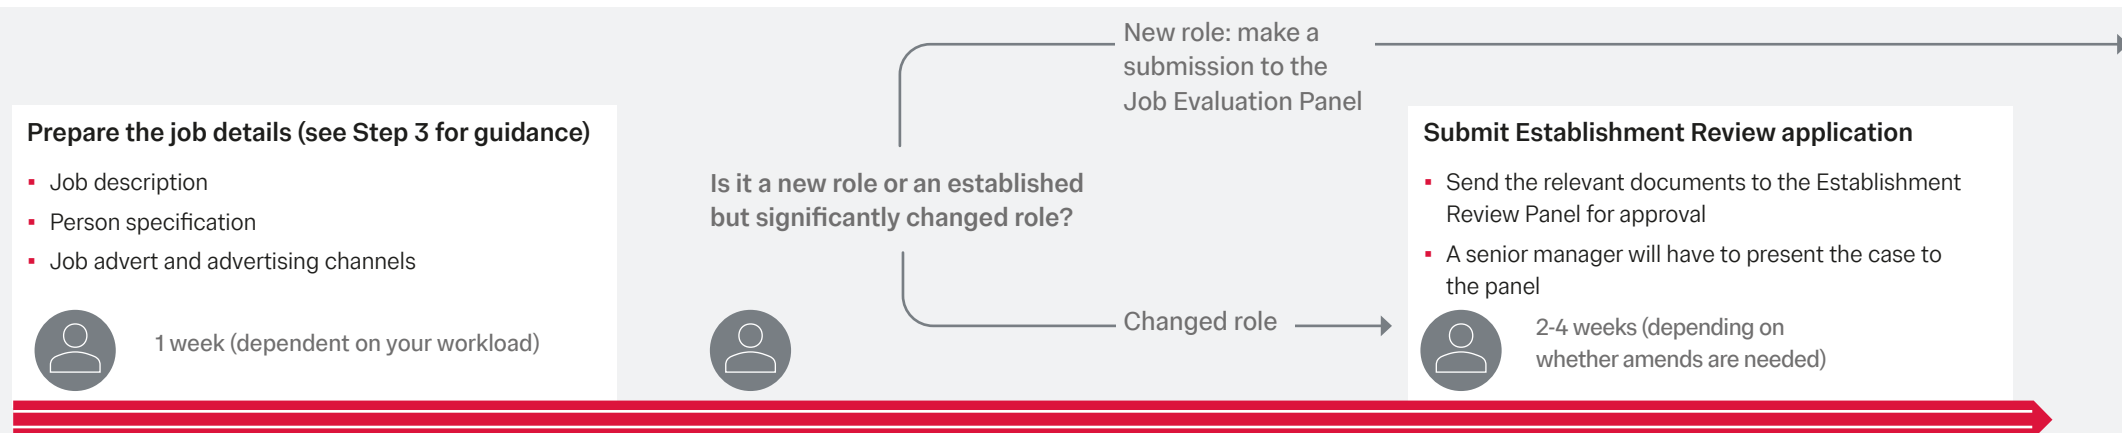 Prepare the job details (see Step 3 for guidance)
▪ Job description
▪ Person specification
▪ Job advert and advertising channels
1 week (dependent on your workload)
Is it a new role or an established
but significantly changed role?
New role: make a
submission to the
Job Evaluation Panel
Changed role
Submit Establishment Review application
▪ Send the relevant documents to the Establishment
Review Panel for approval
▪ A senior manager will have to present the case to
the panel
2-4 weeks (depending on
whether amends are needed)